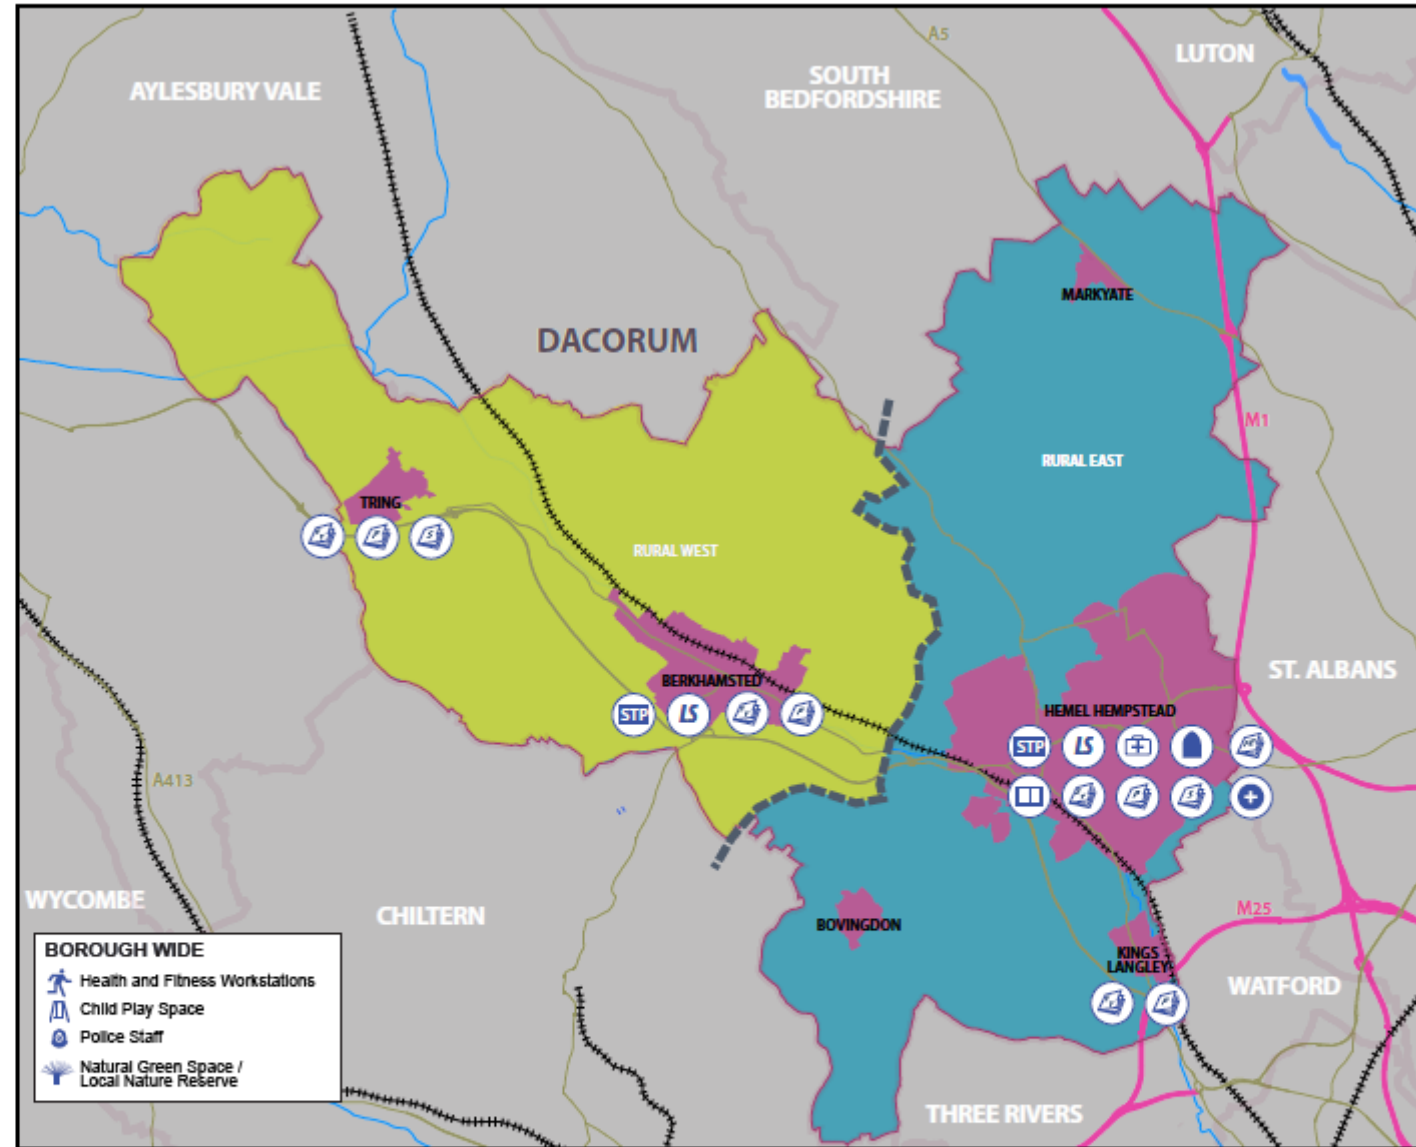 A5
LUTON
AYLESBURY VALE
SOUTH
BEDFORDSHIRE
MARKYATE
DACORUM
M1
RURAL EAST
TRING
P
S
RURAL WEST
ST. ALBANS
BERKHAMSTED
STP
LS
P
HEMEL HEMPSTEAD
STP
LS
P
S
A413
WYCOMBE
CHILTERN
BOVINGDON
M25
KINGS
LANGLEY
P
WATFORD
THREE RIVERS
BOROUGH WIDE
Health and Fitness Workstations
Child Play Space
Police Staff
Natural Green Space /
Local Nature Reserve